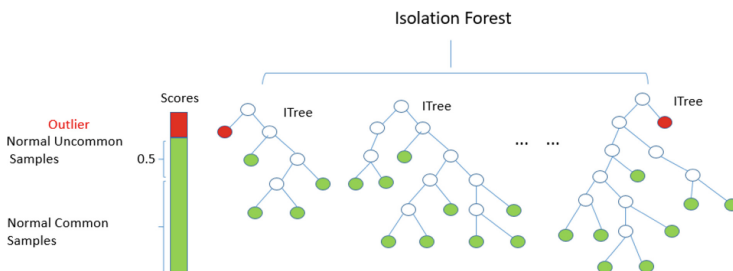 Isolation Forest
Scores
ITree
ITree
ITree
Outlier
Normal Uncommon
Samples
0.5
... ...
Normal Common
Samples